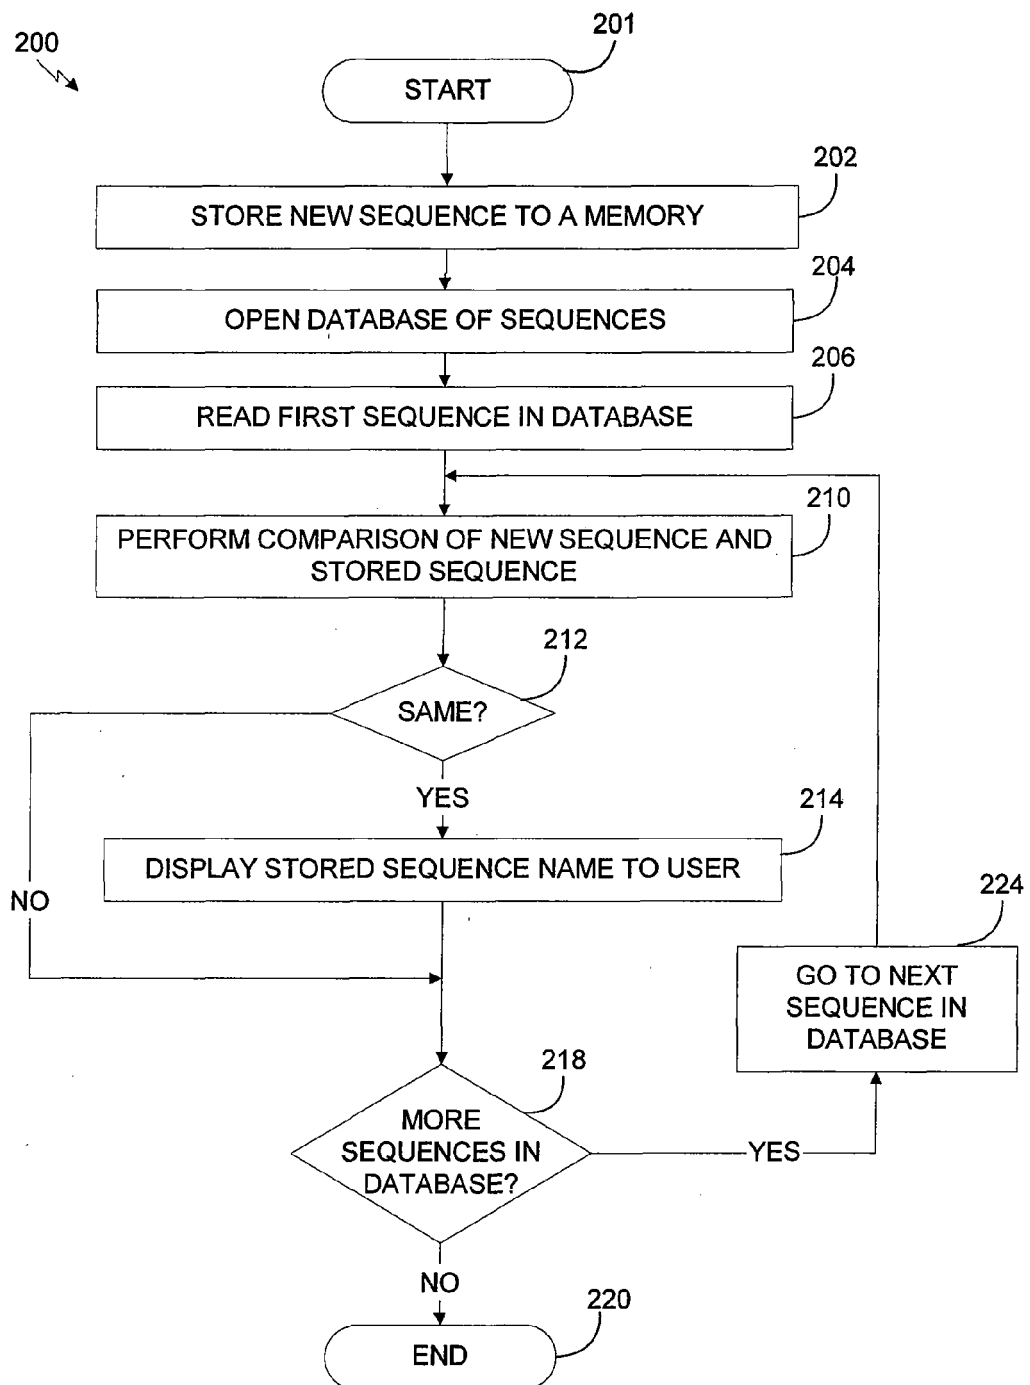 200
201
START
202
STORE NEW SEQUENCE TO A MEMORY
204
OPEN DATABASE OF SEQUENCES
206
READ FIRST SEQUENCE IN DATABASE
210
PERFORM COMPARISON OF NEW SEQUENCE AND
STORED SEQUENCE
212
SAME?
YES
214
DISPLAY STORED SEQUENCE NAME TO USER
NO
224
GO TO NEXT
SEQUENCE IN
DATABASE
218
MORE
SEQUENCES IN
DATABASE?
YES
NO
220
END